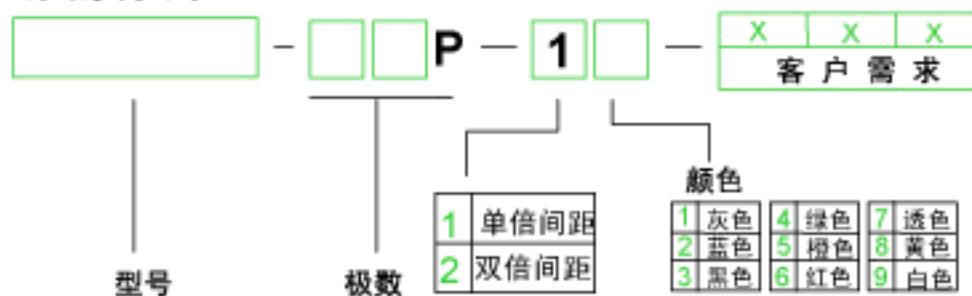 - P — 1 — X X X
客户需求
颜色
1 单倍间距
2 双倍间距
1 灰色 4 绿色 7 透色
2 蓝色 5 橙色 8 黄色
3 黑色 6 红色 9 白色
型号 极数